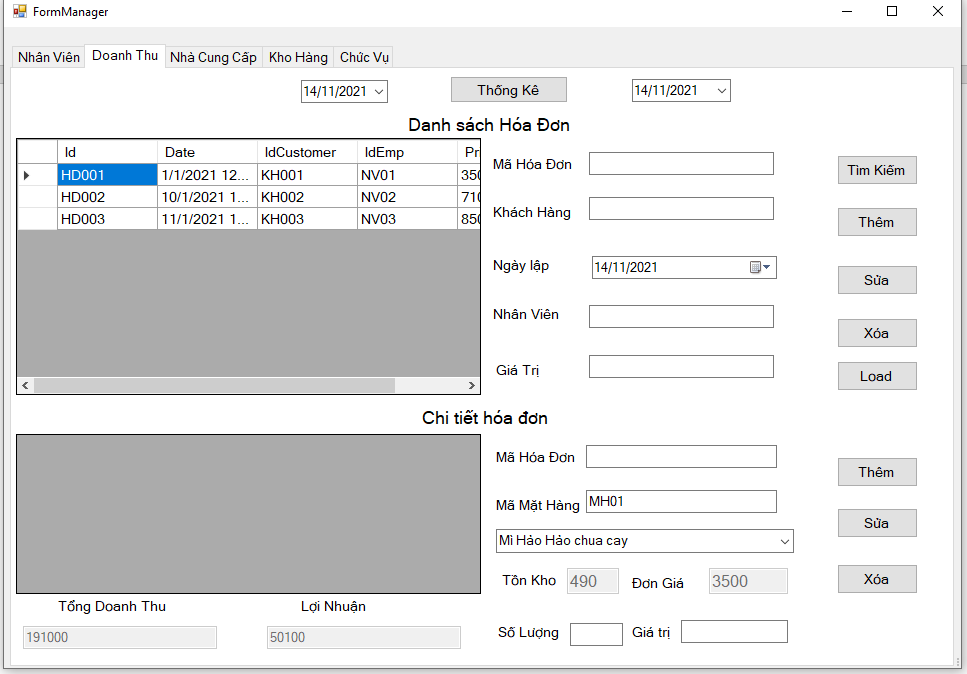 FormManager
Nhân Viên Doanh Thu Nhà Cung Cấp Kho Hàng Chức Vụ
14/11/2021 Thống Kê 14/11/2021
Danh sách Hóa Đơn
Id Date IdCustomer IdEmp Pr
HD001 1/1/2021 12... KH001 NV01 350
HD002 10/1/2021 1... KH002 NV02 710
HD003 11/1/2021 1... KH003 NV03 850
Mã Hóa Đơn
Tìm Kiếm
Khách Hàng
Thêm
Ngày lập 14/11/2021
Sửa
Nhân Viên
Xóa
Giá Trị
Load
Chi tiết hóa đơn
Mã Hóa Đơn
Thêm
Mã Mặt Hàng MH01
Sửa
Mì Hảo Hảo chua cay
Tồn Kho 490 Đơn Giá 3500
Xóa
Tổng Doanh Thu Lợi Nhuận
191000 50100
Số Lượng Giá trị